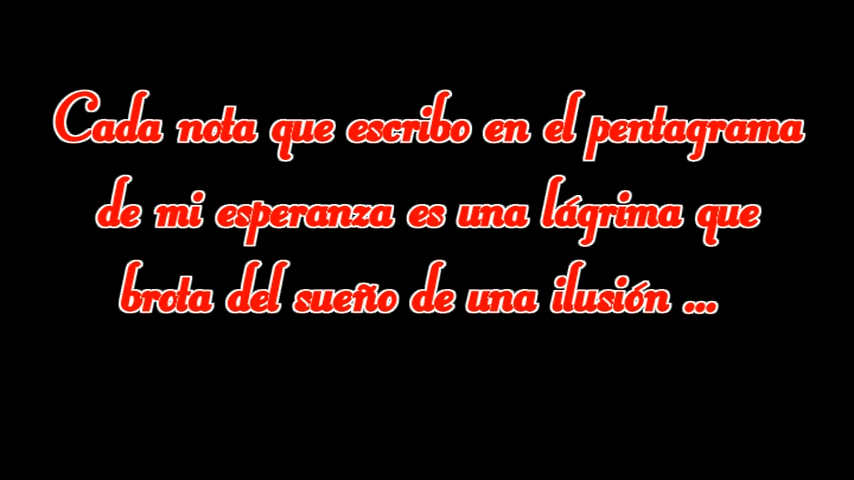 Cada nota que escribo en el pentagrama
de mi esperanza es una lágrima que
brota del sueño de una ilusión ...